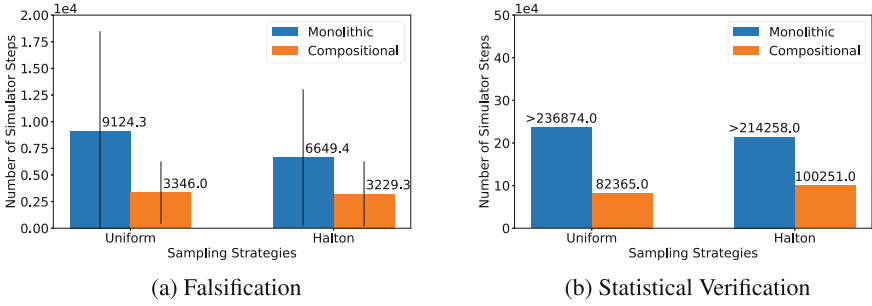 1e4
2.00
1.75
1.50
1.25
1.00
0.75
0.50
0.25
0.00
Number of Simulator Steps
Monolithic
Compositional
9124.3
3346.0
6649.4
3229.3
Uniform
Halton
Sampling Strategies
(a) Falsification
10e4
50
40
30
20
10
0
Number of Simulator Steps
Monolithic
Compositional
>236874.0
82365.0
>214258.0
100251.0
Uniform
Halton
Sampling Strategies
(b) Statistical Verification